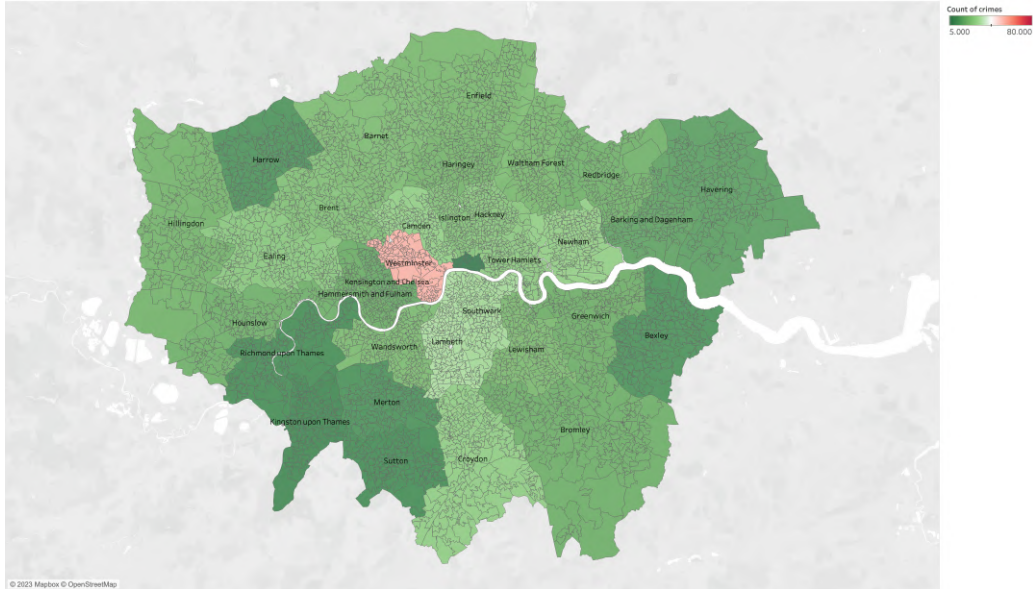 Count of crimes
5.000 80.000
Enfield
Barnet
Harrow
Haringey
Waltham Forest
Redbridge
Havering
Brent
Hillingdon
Camden
Islington
Hackney
Barking and Dagenham
Ealing
Newham
Westminster
Tower Hamlets
Kensington and Chelsea
Hammersmith and Fulham
Southwark
Greenwich
Hounslow
Bexley
Lambeth
Wandsworth
Lewisham
Richmond upon Thames
Merton
Kingston upon Thames
Bromley
Sutton
Croydon
© 2023 Mapbox © OpenStreetMap